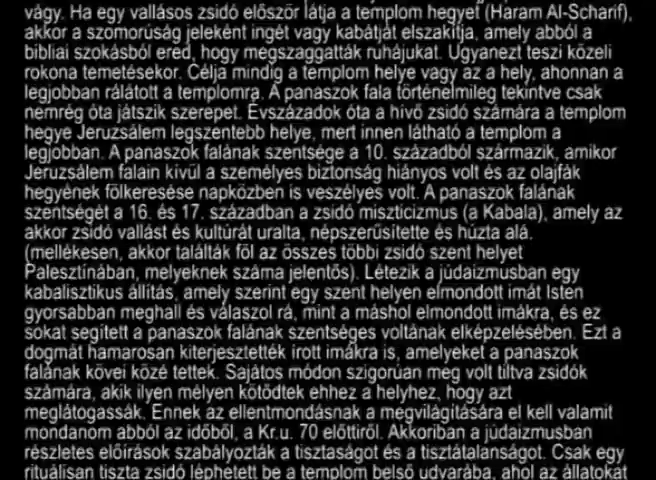 vágy. Ha egy vallásos zsidó először látja a templom hegyet (Haram Al-Scharif),
akkor a szomorúság jeleként ingét vagy kabátját elszakítja, amely abból a
bibliai szokásból ered, hogy megszaggatták ruhájukat. Ugyanezt teszi közeli
rokona temetésekor. Célja mindig a templom helye vagy az a hely, ahonnan a
legjobban rálátott a templomra. A panaszok fala történelmileg tekintve csak
nemrég óta játszik szerepet. Évszázadok óta a hívő zsidó számára a templom
hegye Jeruzsálem legszentebb helye, mert innen látható a templom a
legjobban. A panaszok falának szentsége a 10. századból származik, amikor
Jeruzsálem falain kívül a személyes biztonság hiányos volt és az olajfák
hegyének fölkeresése napközben is veszélyes volt. A panaszok falának
szentségét a 16. és 17. században a zsidó miszticizmus (a Kabala), amely az
akkor zsidó vallást és kultúrát uralta, népszerűsítette és húzta alá.
(mellékesen, akkor találták föl az összes többi zsidó szent helyet
Palesztínában, melyeknek száma jelentős). Létezik a júdaizmusban egy
kabalisztikus állítás, amely szerint egy szent helyen elmondott imát Isten
gyorsabban meghall és válaszol rá, mint a máshol elmondott imákra, és ez
sokat segített a panaszok falának szentséges voltának elképzelésében. Ezt a
dogmát hamarosan kiterjesztették írott imákra is, amelyeket a panaszok
falának kövei közé tettek. Sajátos módon szigorúan meg volt tiltva zsidók
számára, akik ilyen mélyen kötődtek ehhez a helyhez, hogy azt
meglátogassák. Ennek az ellentmondásnak a megvilágítására el kell valamit
mondanom abból az időből, a Kr.u. 70 előttiről. Akkoriban a júdaizmusban
részletes előírások szabályozták a tisztaságot és a tisztátalanságot. Csak egy
rituálisan tiszta zsidó léphetett be a templom belső udvarába, ahol az állatokat